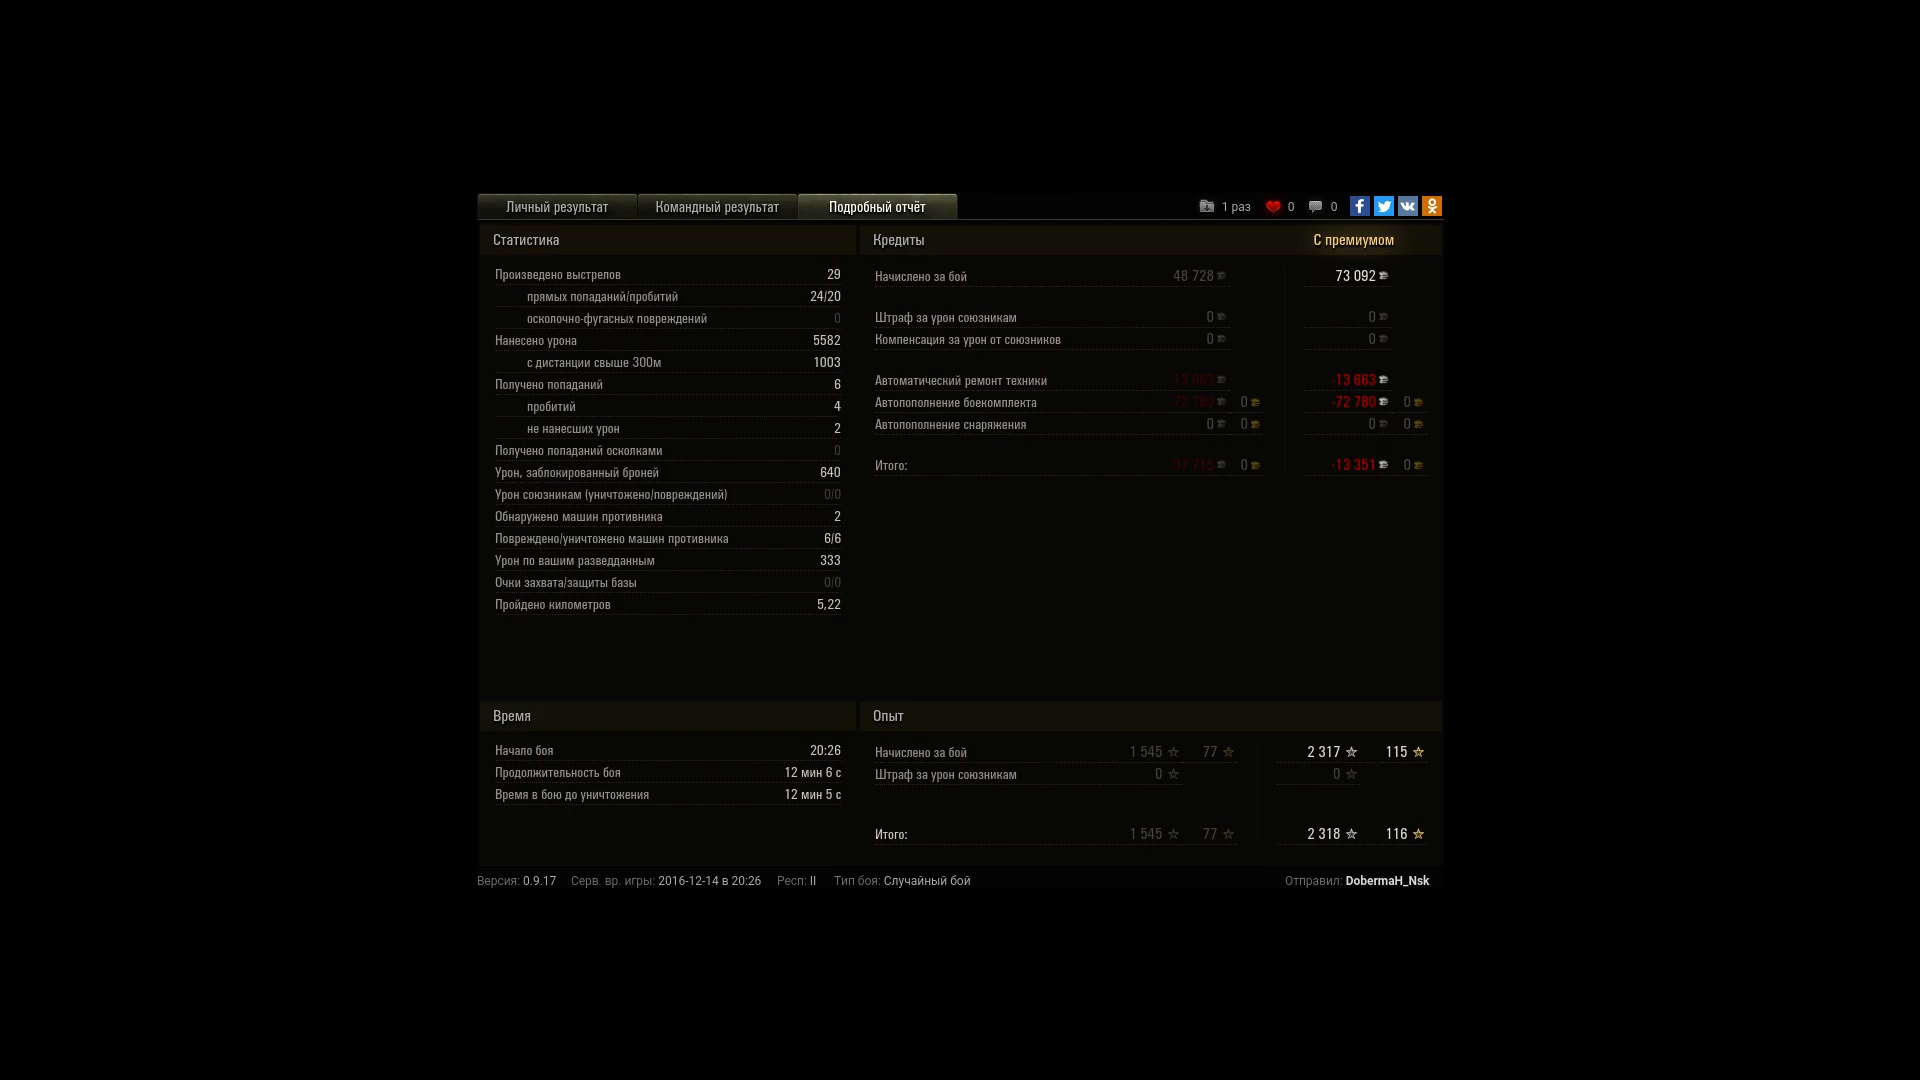 Личный результат Командный результат Подробный отчёт 1 раз 0 0
Статистика
Произведено выстрелов 29
прямых попаданий/пробитий 24/20
осколочно-фугасных повреждений 0
Нанесено урона 5582
с дистанции свыше 300м 1003
Получено попаданий 6
пробитий 4
не нанесших урон 2
Получено попаданий осколками 0
Урон, заблокированный броней 640
Урон союзникам (уничтожено/повреждений) 0/0
Обнаружено машин противника 2
Повреждено/уничтожено машин противника 6/6
Урон по вашим разведданным 333
Очки захвата/защиты базы 0/0
Пройдено километров 5,22
Кредиты С премиумом
Начислено за бой 48 728 73 092
Штраф за урон союзникам 0 0
Компенсация за урон от союзников 0 0
Автоматический ремонт техники -13 663 -13 663
Автопополнение боекомплекта -72 780 0 -72 780 0
Автопополнение снаряжения 0 0 0 0
Итого: -37 715 0 -13 351 0
Время
Начало боя 20:26
Продолжительность боя 12 мин 6 с
Время в бою до уничтожения 12 мин 5 с
Опыт
Начислено за бой 1 545 77 2 317 115
Штраф за урон союзникам 0 0
Итого: 1 545 77 2 318 116
Версия: 0.9.17 Серв. вр. игры: 2016-12-14 в 20:26 Респ: II Тип боя: Случайный бой Отправил: DobermaH_Nsk